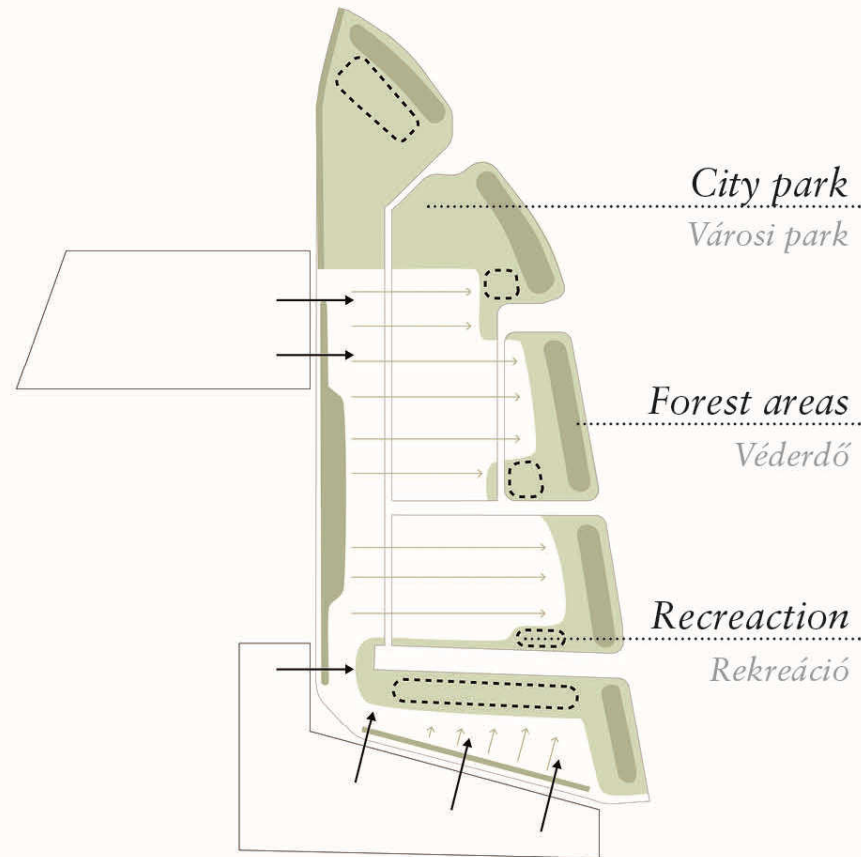 City park
Városi park
Forest areas
Véderdő
Recreaction
Rekreáció